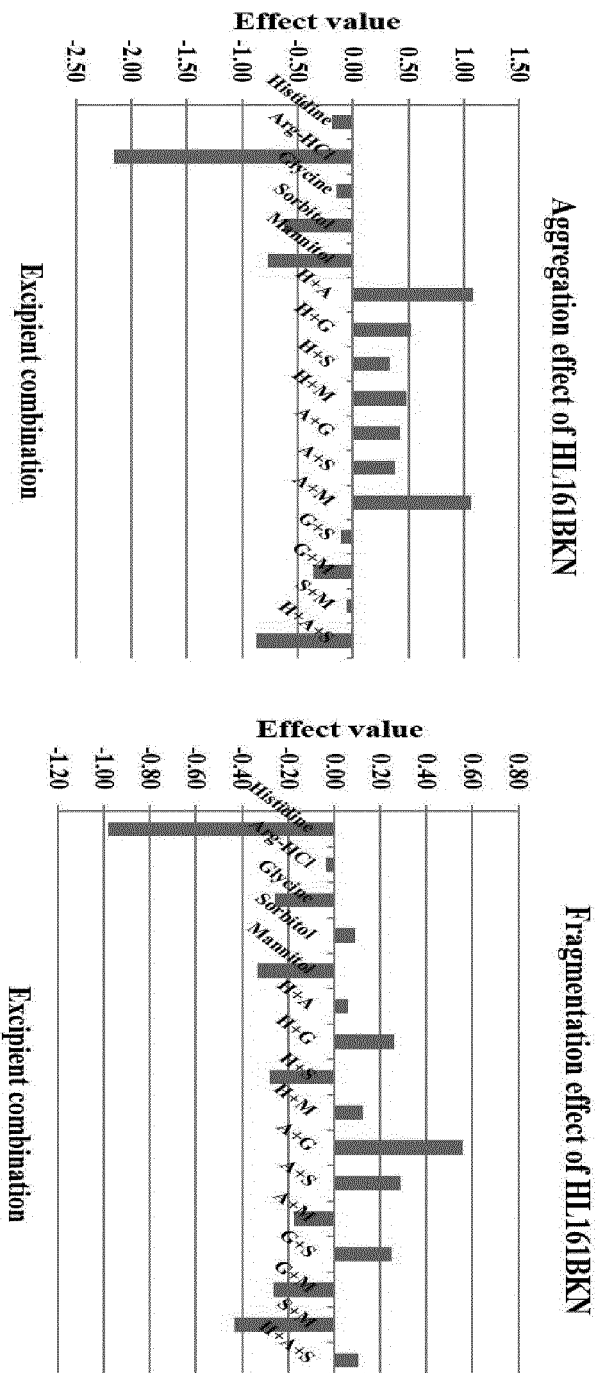 Aggregation effect of HL161BKN
Effect value
1.50
1.00
0.50
0.00
-0.50
-1.00
-1.50
-2.00
-2.50
Histidine
Arg-HCl
Glycine
Sorbitol
Mannitol
H+A
H+G
H+S
H+M
A+G
A+S
A+M
G+S
G+M
S+M
H+A+S
Excipient combination
Fragmentation effect of HL161BKN
Effect value
0.80
0.60
0.40
0.20
0.00
-0.20
-0.40
-0.60
-0.80
-1.00
-1.20
Histidine
Arg-HCl
Glycine
Sorbitol
Mannitol
H+A
H+G
H+S
H+M
A+G
A+S
A+M
G+S
G+M
S+M
H+A+S
Excipient combination